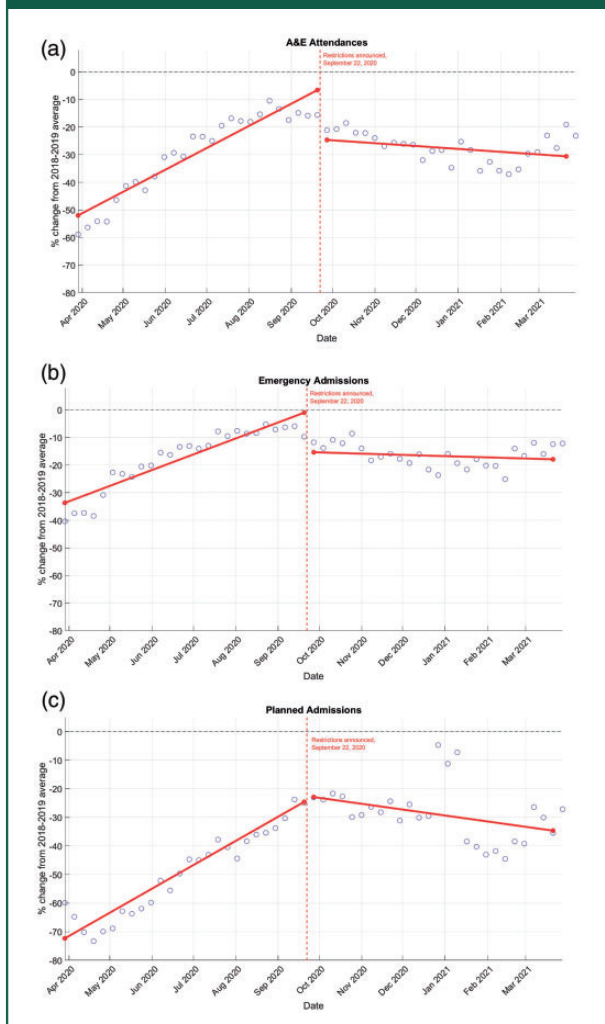 (a)
A&E Attendances
Restrictions announced,
September 22, 2020
% change from 2018-2019 average
0
-10
-20
-30
-40
-50
-60
-70
-80
Apr 2020
May 2020
Jun 2020
Jul 2020
Aug 2020
Sep 2020
Oct 2020
Nov 2020
Dec 2020
Jan 2021
Feb 2021
Mar 2021
Date
(b)
Emergency Admissions
Restrictions announced,
September 22, 2020
% change from 2018-2019 average
0
-10
-20
-30
-40
-50
-60
-70
-80
Apr 2020
May 2020
Jun 2020
Jul 2020
Aug 2020
Sep 2020
Oct 2020
Nov 2020
Dec 2020
Jan 2021
Feb 2021
Mar 2021
Date
(c)
Planned Admissions
Restrictions announced,
September 22, 2020
% change from 2018-2019 average
0
-10
-20
-30
-40
-50
-60
-70
-80
Apr 2020
May 2020
Jun 2020
Jul 2020
Aug 2020
Sep 2020
Oct 2020
Nov 2020
Dec 2020
Jan 2021
Feb 2021
Mar 2021
Date